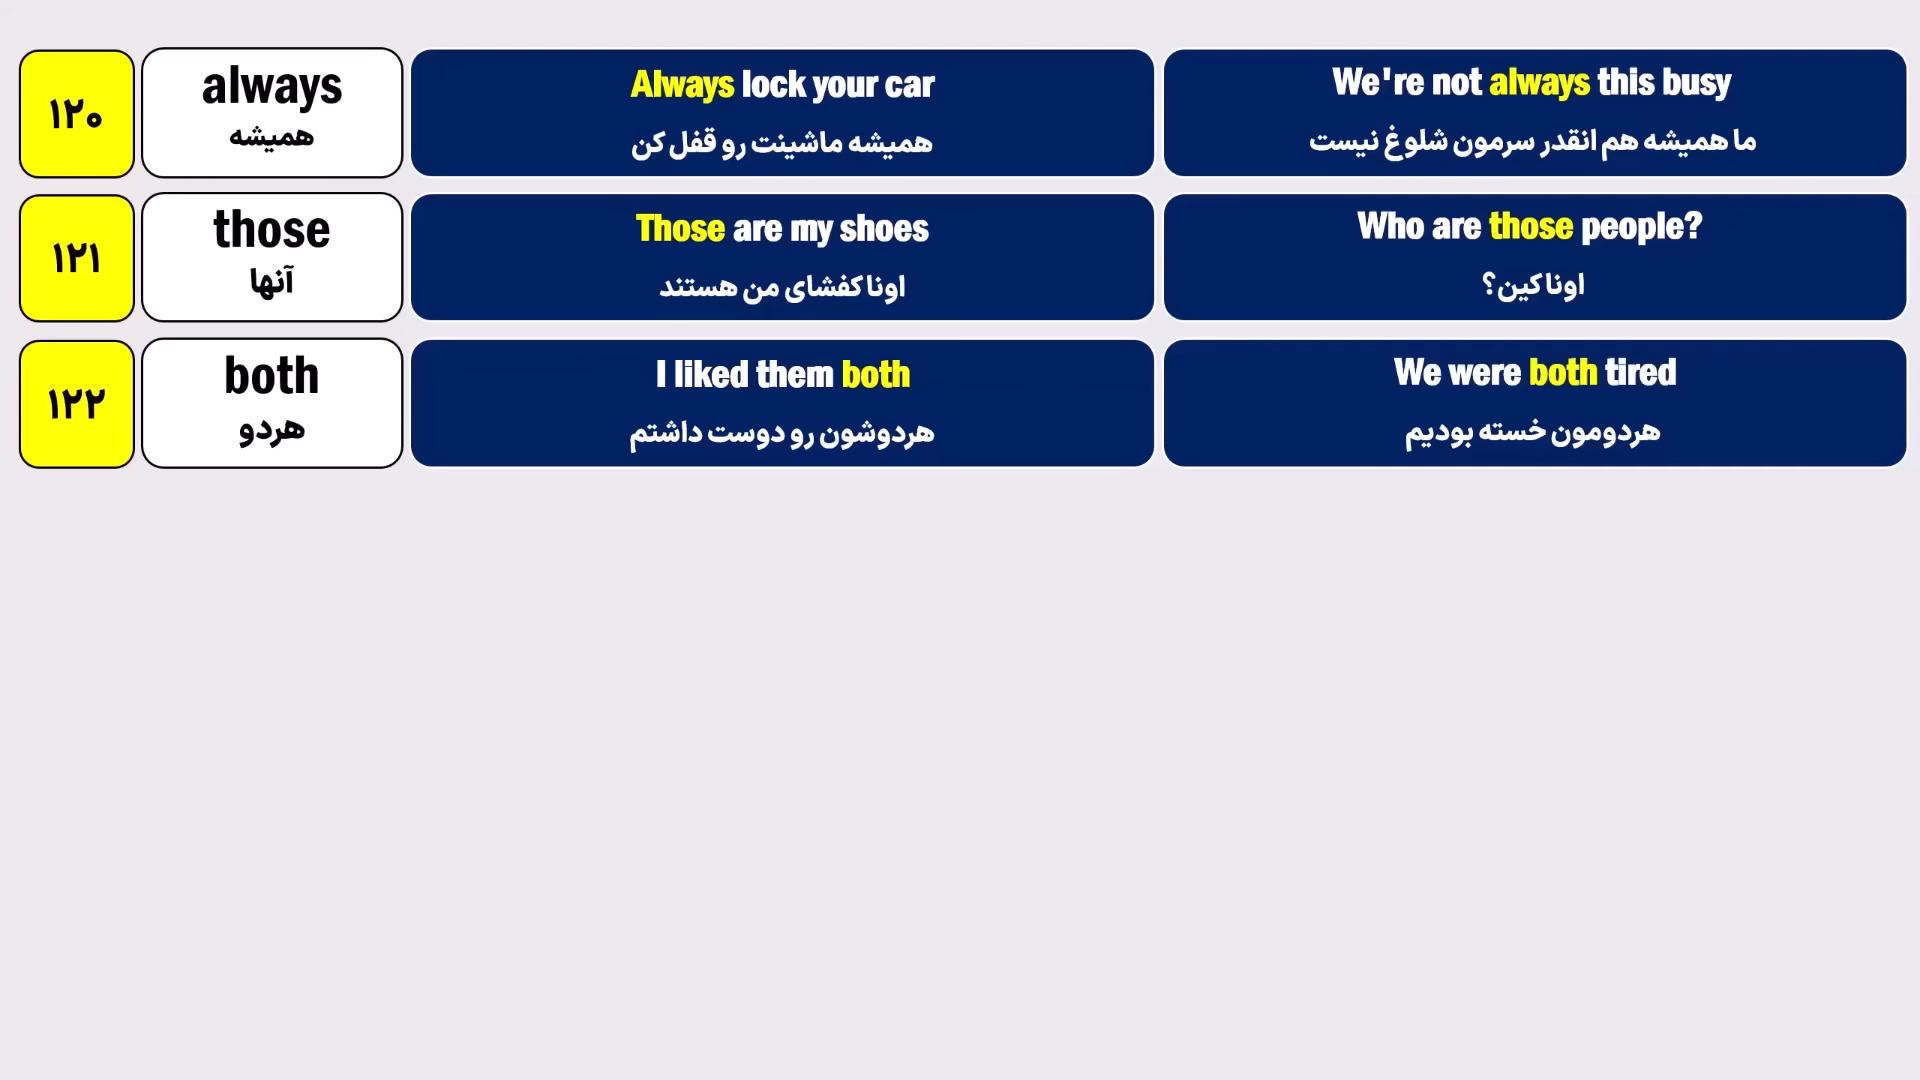 ۱۲۰
always
همیشه
Always lock your car
همیشه ماشینت رو قفل کن
We're not always this busy
ما همیشه هم انقدر سرمون شلوغ نیست
۱۲۱
those
آنها
Those are my shoes
اونا کفشای من هستند
Who are those people?
اونا کین؟
۱۲۲
both
هردو
I liked them both
هردوشون رو دوست داشتم
We were both tired
هردومون خسته بودیم